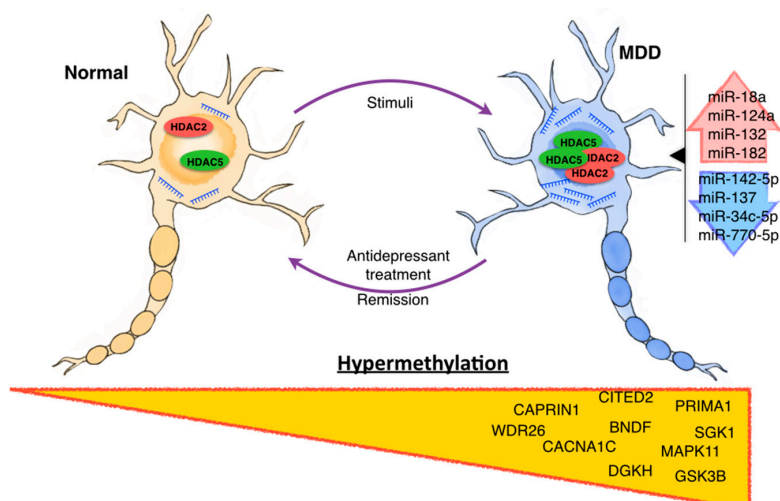 Normal
MDD
Stimuli
HDAC2
HDAC5
HDAC5
HDAC5
IDAC2
HDAC2
miR-18a
miR-124a
miR-132
miR-182
miR-142-5p
miR-137
miR-34c-5p
miR-770-5p
Antidepressant
treatment
Remission
Hypermethylation
CITED2
CAPRIN1
PRIMA1
WDR26
BNDF
SGK1
CACNA1C
MAPK11
DGKH
GSK3B